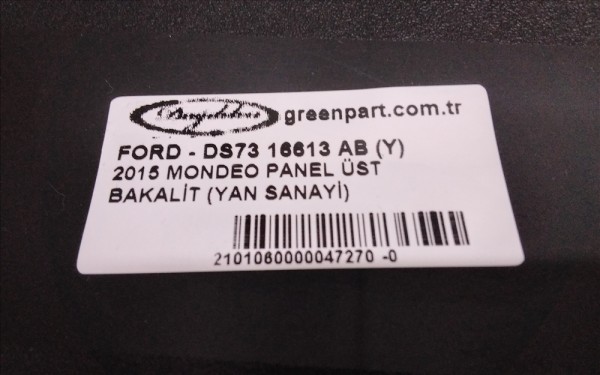 greenpart.com.tr
FORD - DS73 16613 AB (Y)
2015 MONDEO PANEL ÜST
BAKALİT (YAN SANAYİ)
2101060000047270 -0